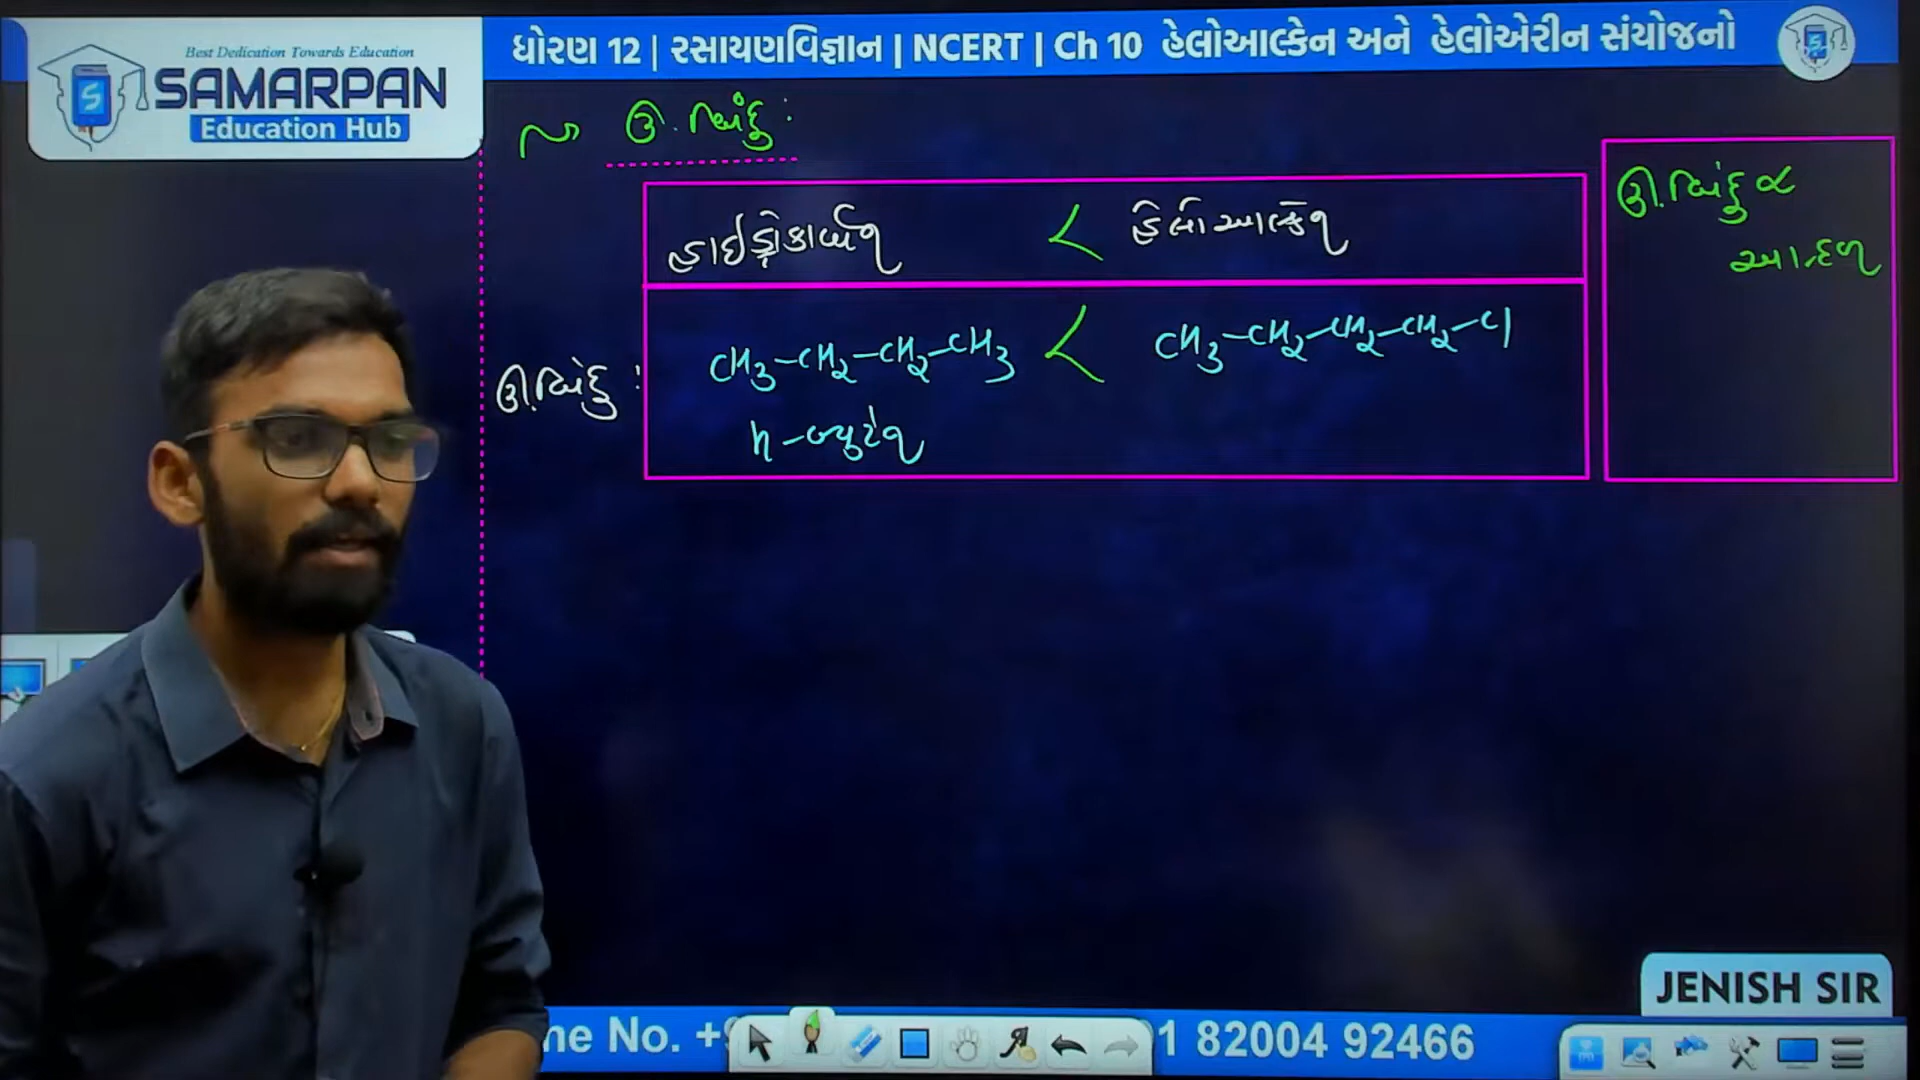 Best Dedication Towards Education
SAMARPAN
Education Hub
ધોરણ 12 | રસાયણવિજ્ઞાન | NCERT | Ch 10 હેલોઆલ્કેન અને હેલોએરીન સંયોજનો
ઉ. બિંદુ :
હાઇડ્રોકાર્બન < હેલોઆલ્કેન
ઉ.બિંદુ ∝
આ.દળ
ઉ.બિંદુ :
CH3-CH2-CH2-CH3 < CH3-CH2-CH2-CH2-Cl
n-બ્યુટેન
JENISH SIR
ne No. +9
1 82004 92466